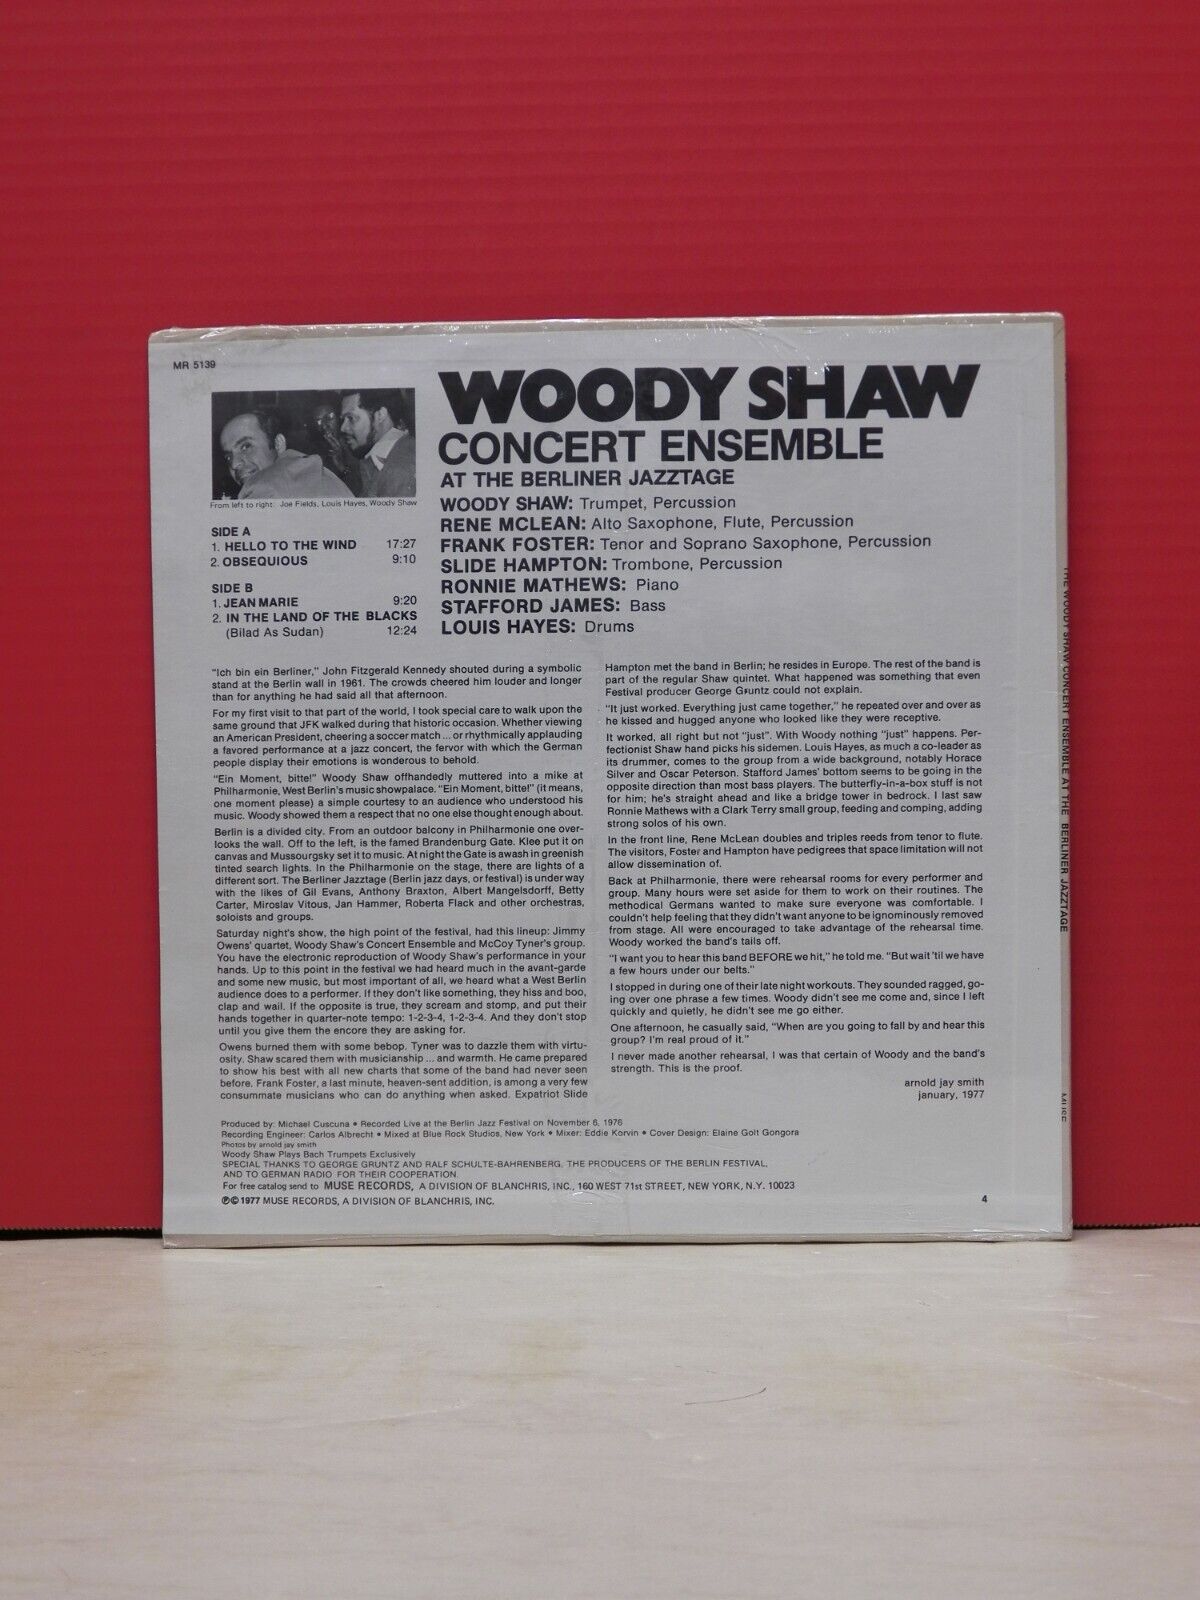 MR 5139
WOODY SHAW
CONCERT ENSEMBLE
AT THE BERLINER JAZZTAGE
WOODY SHAW: Trumpet, Percussion
RENE MCLEAN: Alto Saxophone, Flute, Percussion
FRANK FOSTER: Tenor and Soprano Saxophone, Percussion
SLIDE HAMPTON: Trombone, Percussion
RONNIE MATHEWS: Piano
STAFFORD JAMES: Bass
LOUIS HAYES: Drums
From left to right: Joe Fields, Louis Hayes, Woody Shaw
SIDE A
1. HELLO TO THE WIND 17:27
2. OBSEQUIOUS 9:10
SIDE B
1. JEAN MARIE 9:20
2. IN THE LAND OF THE BLACKS
(Bilad As Sudan) 12:24
"Ich bin ein Berliner," John Fitzgerald Kennedy shouted during a symbolic
stand at the Berlin wall in 1961. The crowds cheered him louder and longer
than for anything he had said all that afternoon.
For my first visit to that part of the world, I took special care to walk upon the
same ground that JFK walked during that historic occasion. Whether viewing
an American President, cheering a soccer match ... or rhythmically applauding
a favored performance at a jazz concert, the fervor with which the German
people display their emotions is wonderous to behold.
"Ein Moment, bitte!" Woody Shaw offhandedly muttered into a mike at
Philharmonie, West Berlin's music showpalace. "Ein Moment, bitte!" (it means,
one moment please) a simple courtesy to an audience who understood his
music. Woody showed them a respect that no one else thought enough about.
Berlin is a divided city. From an outdoor balcony in Philharmonie one over-
looks the wall. Off to the left, is the famed Brandenburg Gate. Klee put it on
canvas and Mussourgsky set it to music. At night the Gate is awash in greenish
tinted search lights. In the Philharmonie on the stage, there are lights of a
different sort. The Berliner Jazztage (Berlin jazz days, or festival) is under way
with the likes of Gil Evans, Anthony Braxton, Albert Mangelsdorff, Betty
Carter, Miroslav Vitous, Jan Hammer, Roberta Flack and other orchestras,
soloists and groups.
Saturday night's show, the high point of the festival, had this lineup: Jimmy
Owens' quartet, Woody Shaw's Concert Ensemble and McCoy Tyner's group.
You have the electronic reproduction of Woody Shaw's performance in your
hands. Up to this point in the festival we had heard much in the avant-garde
and some new music, but most important of all, we heard what a West Berlin
audience does to a performer. If they don't like something, they hiss and boo,
clap and wail. If the opposite is true, they scream and stomp, and put their
hands together in quarter-note tempo: 1-2-3-4, 1-2-3-4. And they don't stop
until you give them the encore they are asking for.
Owens burned them with some bebop. Tyner was to dazzle them with virtu-
osity. Shaw scared them with musicianship ... and warmth. He came prepared
to show his best with all new charts that some of the band had never seen
before. Frank Foster, a last minute, heaven-sent addition, is among a very few
consummate musicians who can do anything when asked. Expatriot Slide
Hampton met the band in Berlin; he resides in Europe. The rest of the band is
part of the regular Shaw quintet. What happened was something that even
Festival producer George Gruntz could not explain.
"It just worked. Everything just came together," he repeated over and over as
he kissed and hugged anyone who looked like they were receptive.
It worked, all right but not "just". With Woody nothing "just" happens. Per-
fectionist Shaw hand picks his sidemen. Louis Hayes, as much a co-leader as
its drummer, comes to the group from a wide background, notably Horace
Silver and Oscar Peterson. Stafford James' bottom seems to be going in the
opposite direction than most bass players. The butterfly-in-a-box stuff is not
for him; he's straight ahead and like a bridge tower in bedrock. I last saw
Ronnie Mathews with a Clark Terry small group, feeding and comping, adding
strong solos of his own.
In the front line, Rene McLean doubles and triples reeds from tenor to flute.
The visitors, Foster and Hampton have pedigrees that space limitation will not
allow dissemination of.
Back at Philharmonie, there were rehearsal rooms for every performer and
group. Many hours were set aside for them to work on their routines. The
methodical Germans wanted to make sure everyone was comfortable. I
couldn't help feeling that they didn't want anyone to be ignominously removed
from stage. All were encouraged to take advantage of the rehearsal time.
Woody worked the band's tails off.
"I want you to hear this band BEFORE we hit," he told me. "But wait 'til we have
a few hours under our belts."
I stopped in during one of their late night workouts. They sounded ragged, go-
ing over one phrase a few times. Woody didn't see me come and, since I left
quickly and quietly, he didn't see me go either.
One afternoon, he casually said, "When are you going to fall by and hear this
group? I'm real proud of it."
I never made another rehearsal, I was that certain of Woody and the band's
strength. This is the proof.
arnold jay smith
january, 1977
Produced by: Michael Cuscuna • Recorded Live at the Berlin Jazz Festival on November 6, 1976
Recording Engineer: Carlos Albrecht • Mixed at Blue Rock Studios, New York • Mixer: Eddie Korvin • Cover Design: Elaine Golt Gongora
Photos by arnold jay smith
Woody Shaw Plays Bach Trumpets Exclusively
SPECIAL THANKS TO GEORGE GRUNTZ AND RALF SCHULTE-BAHRENBERG, THE PRODUCERS OF THE BERLIN FESTIVAL,
AND TO GERMAN RADIO FOR THEIR COOPERATION.
For free catalog send to MUSE RECORDS, A DIVISION OF BLANCHRIS, INC., 160 WEST 71st STREET, NEW YORK, N.Y. 10023
℗©1977 MUSE RECORDS, A DIVISION OF BLANCHRIS, INC.
4
THE WOODY SHAW CONCERT ENSEMBLE AT THE BERLINER JAZZTAGE
MUSE